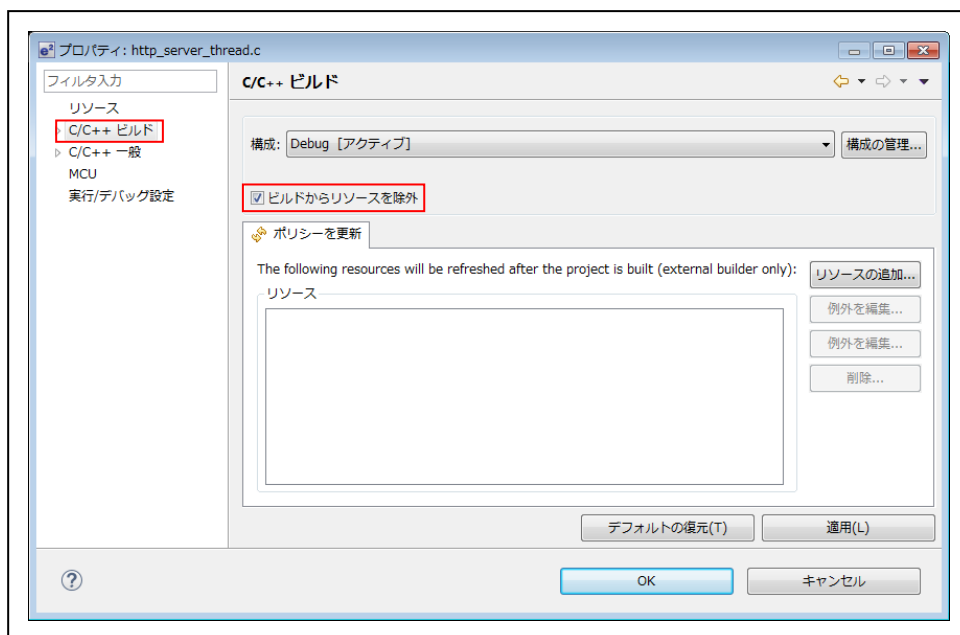 e² プロパティ: http_server_thread.c
フィルタ入力
リソース
C/C++ ビルド
C/C++ 一般
MCU
実行/デバッグ設定
C/C++ ビルド
構成: Debug [アクティブ] 構成の管理...
ビルドからリソースを除外
ポリシーを更新
The following resources will be refreshed after the project is built (external builder only):
リソース
リソースの追加...
例外を編集...
例外を編集...
削除...
デフォルトの復元(T) 適用(L)
? OK キャンセル